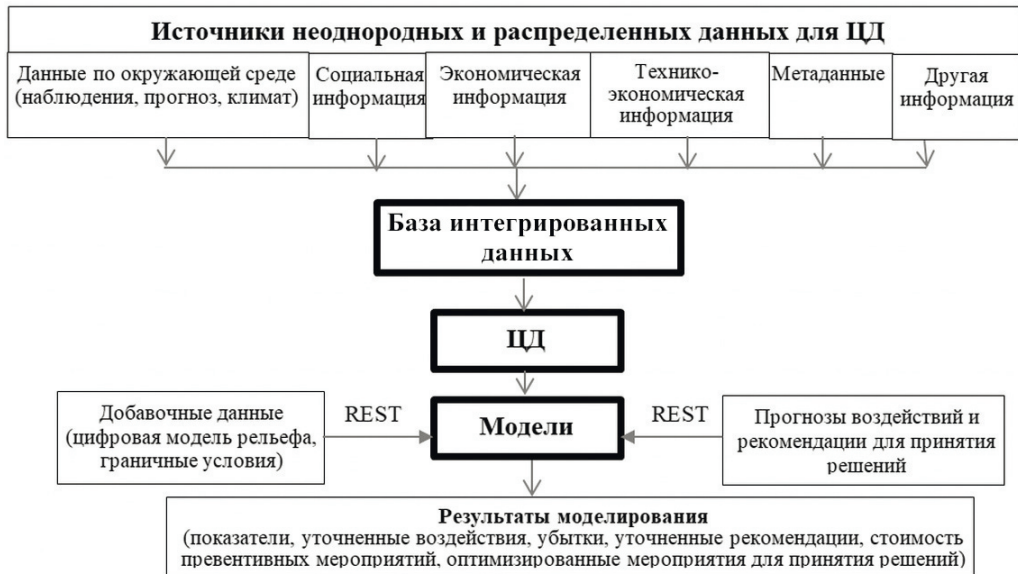 Источники неоднородных и распределенных данных для ЦД
Данные по окружающей среде
(наблюдения, прогноз, климат)
Социальная
информация
Экономическая
информация
Технико-
экономическая
информация
Метаданные
Другая
информация
База интегрированных
данных
ЦД
Добавочные данные
(цифровая модель рельефа,
граничные условия)
REST
Модели
REST
Прогнозы воздействий и
рекомендации для принятия
решений
Результаты моделирования
(показатели, уточненные воздействия, убытки, уточненные рекомендации, стоимость
превентивных мероприятий, оптимизированные мероприятия для принятия решений)